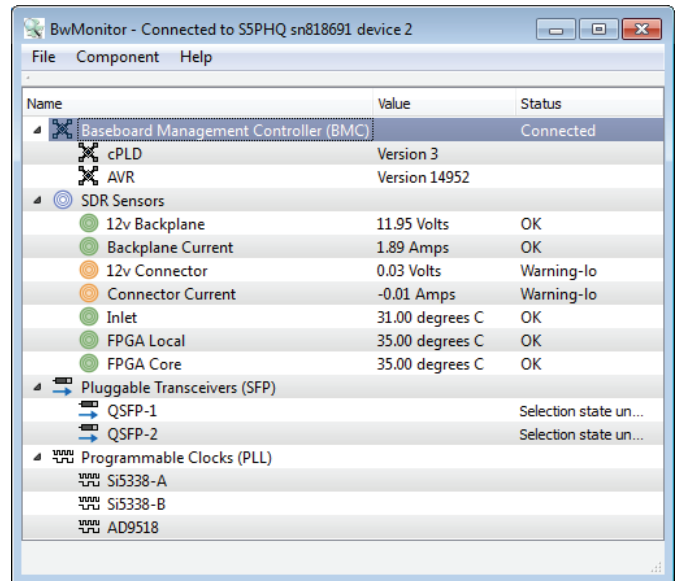 BwMonitor - Connected to S5PHQ sn818691 device 2
File Component Help
Name Value Status
Baseboard Management Controller (BMC) Connected
cPLD Version 3
AVR Version 14952
SDR Sensors
12v Backplane 11.95 Volts OK
Backplane Current 1.89 Amps OK
12v Connector 0.03 Volts Warning-lo
Connector Current -0.01 Amps Warning-lo
Inlet 31.00 degrees C OK
FPGA Local 35.00 degrees C OK
FPGA Core 35.00 degrees C OK
Pluggable Transceivers (SFP)
QSFP-1 Selection state un...
QSFP-2 Selection state un...
Programmable Clocks (PLL)
Si5338-A
Si5338-B
AD9518